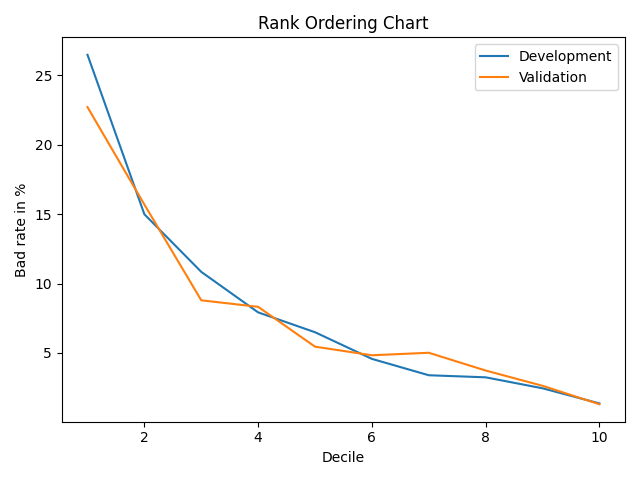 Rank Ordering Chart
Development
Validation
Bad rate in %
25
20
15
10
5
2
4
6
8
10
Decile